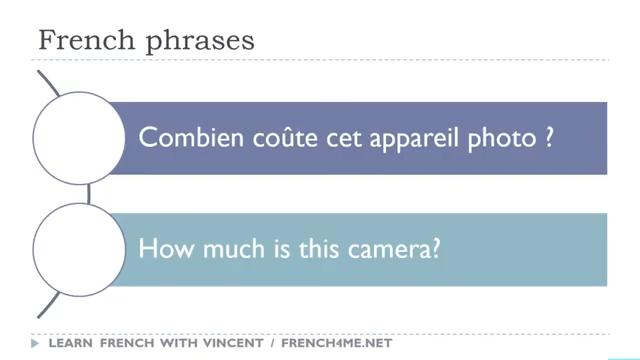 French phrases
Combien coûte cet appareil photo ?
How much is this camera?
LEARN FRENCH WITH VINCENT / FRENCH4ME.NET